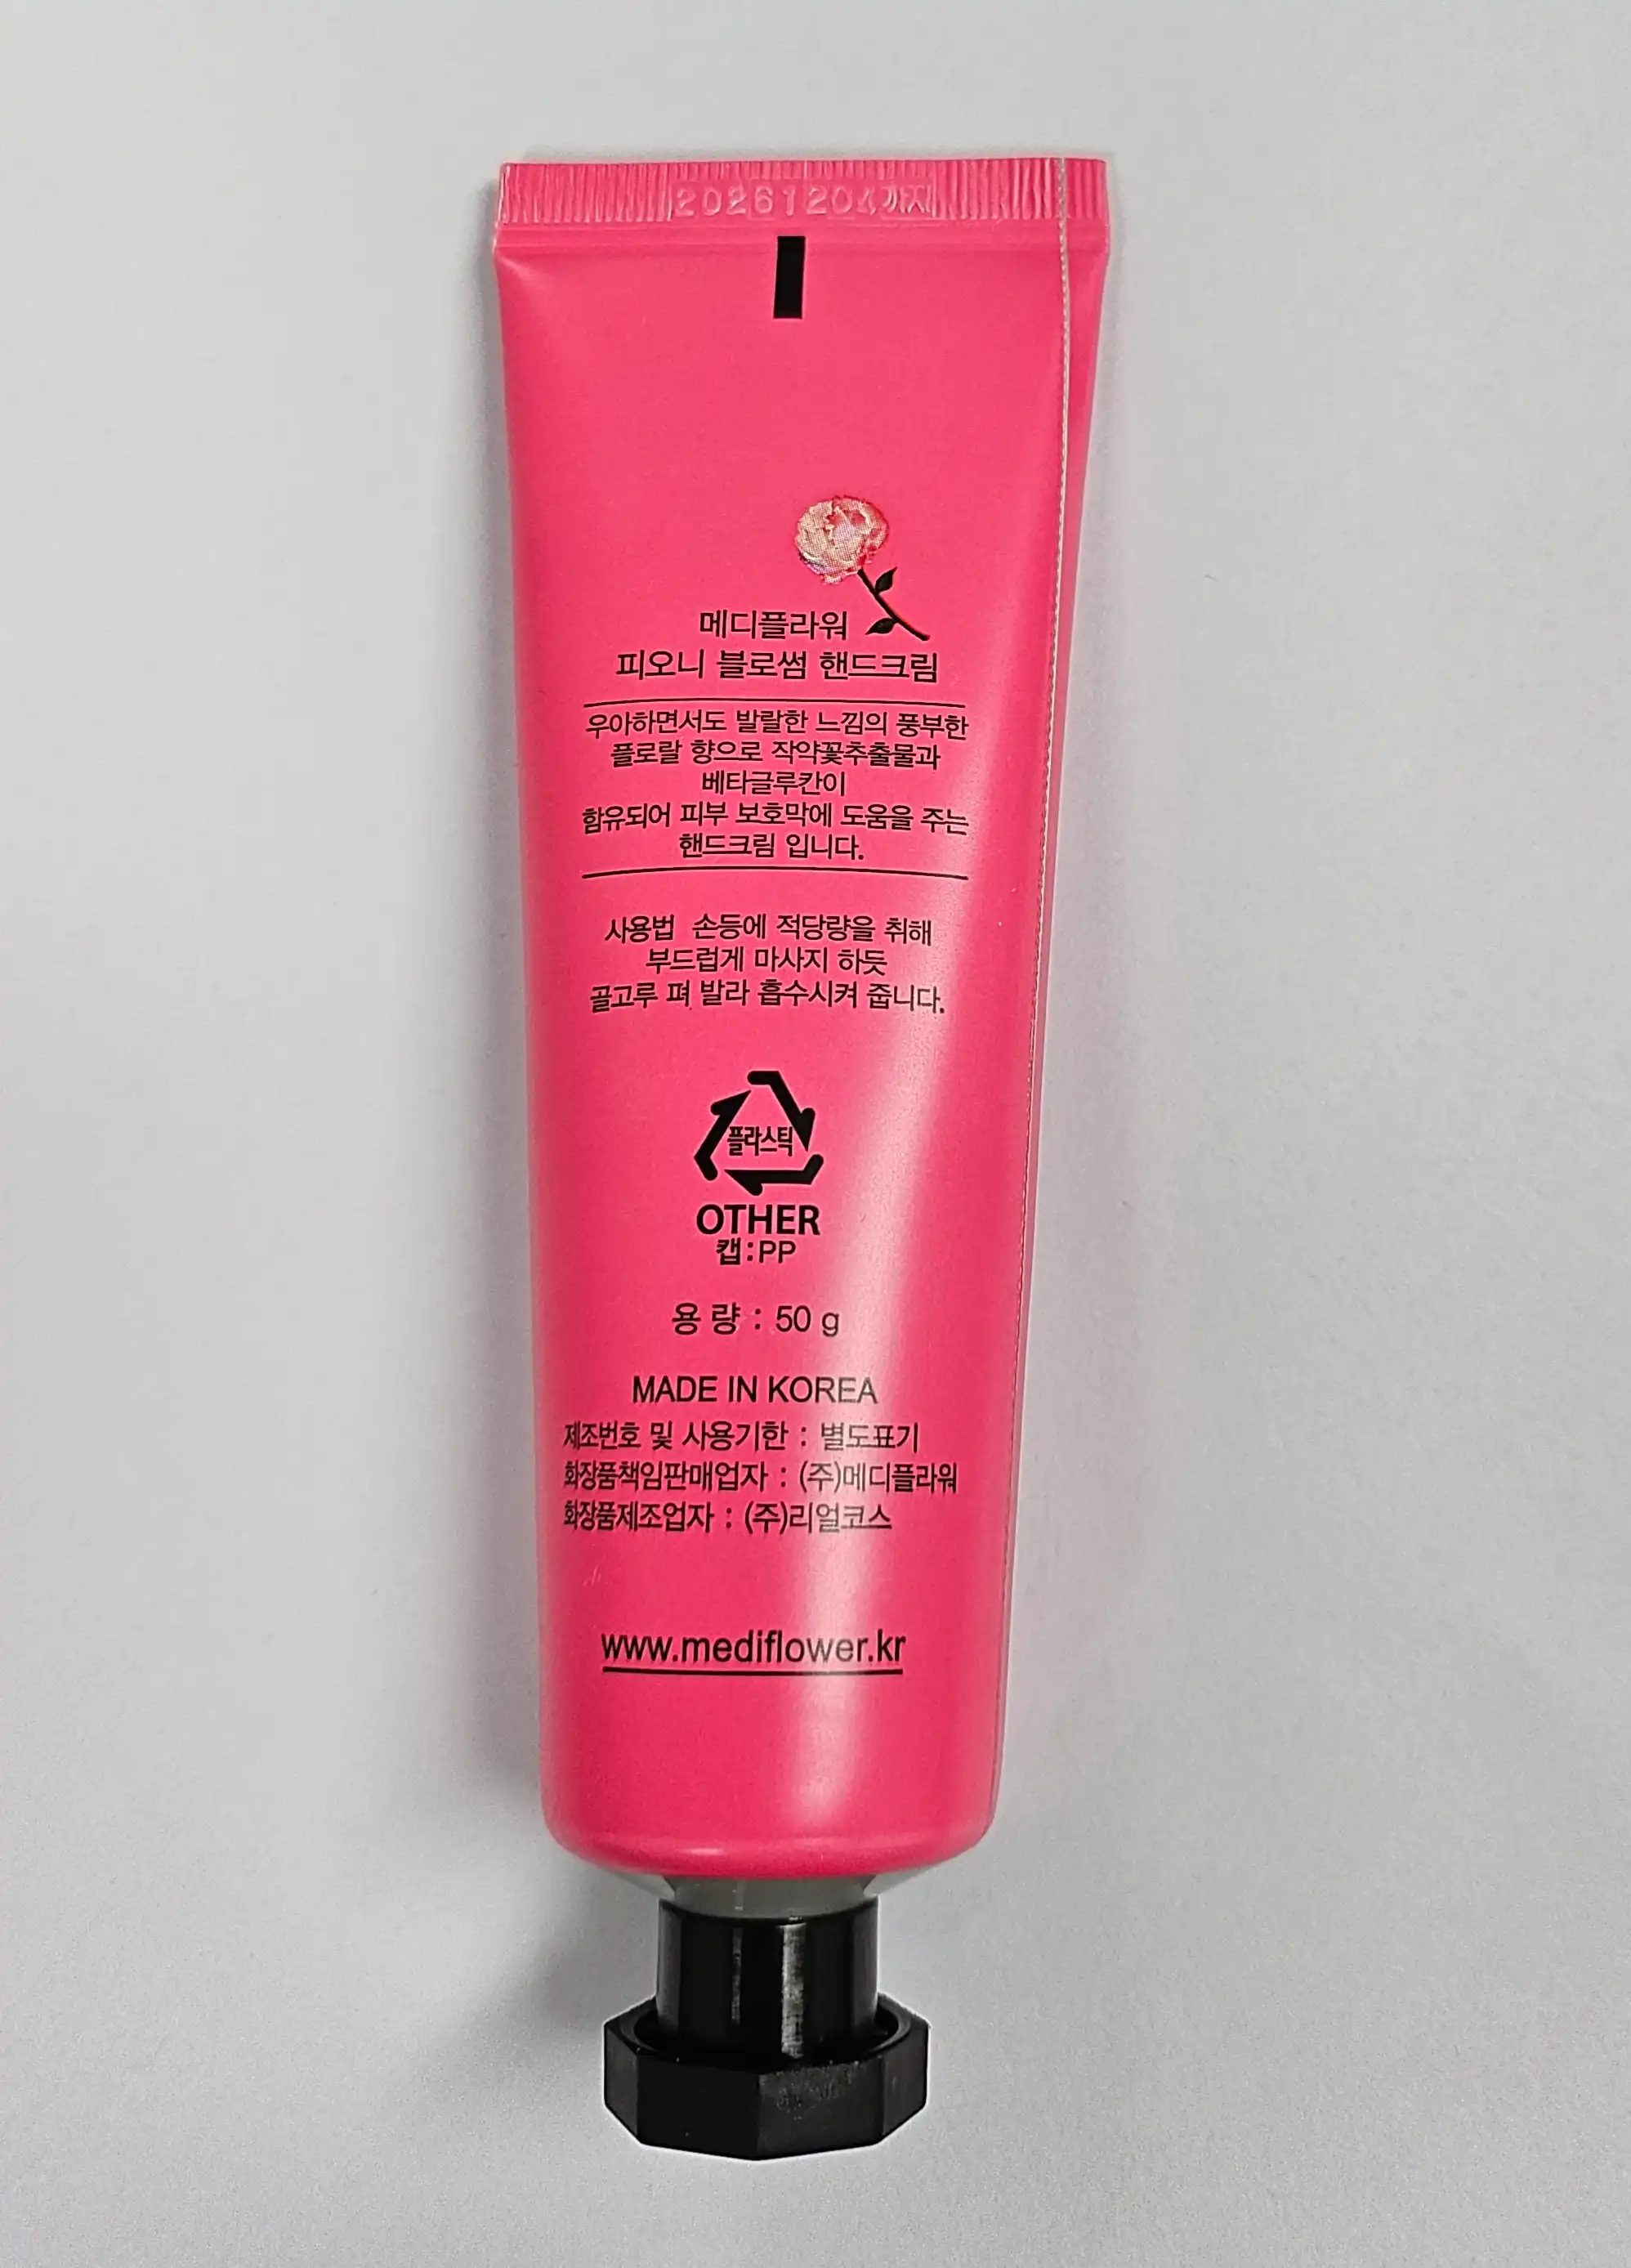 20261204까지
메디플라워
피오니 블로썸 핸드크림
우아하면서도 발랄한 느낌의 풍부한
플로랄 향으로 작약꽃추출물과
베타글루칸이
함유되어 피부 보호막에 도움을 주는
핸드크림 입니다.
사용법 손등에 적당량을 취해
부드럽게 마사지 하듯
골고루 펴 발라 흡수시켜 줍니다.
플라스틱
OTHER
캡:PP
용 량 : 50 g
MADE IN KOREA
제조번호 및 사용기한 : 별도표기
화장품책임판매업자 : (주)메디플라워
화장품제조업자 : (주)리얼코스
www.mediflower.kr